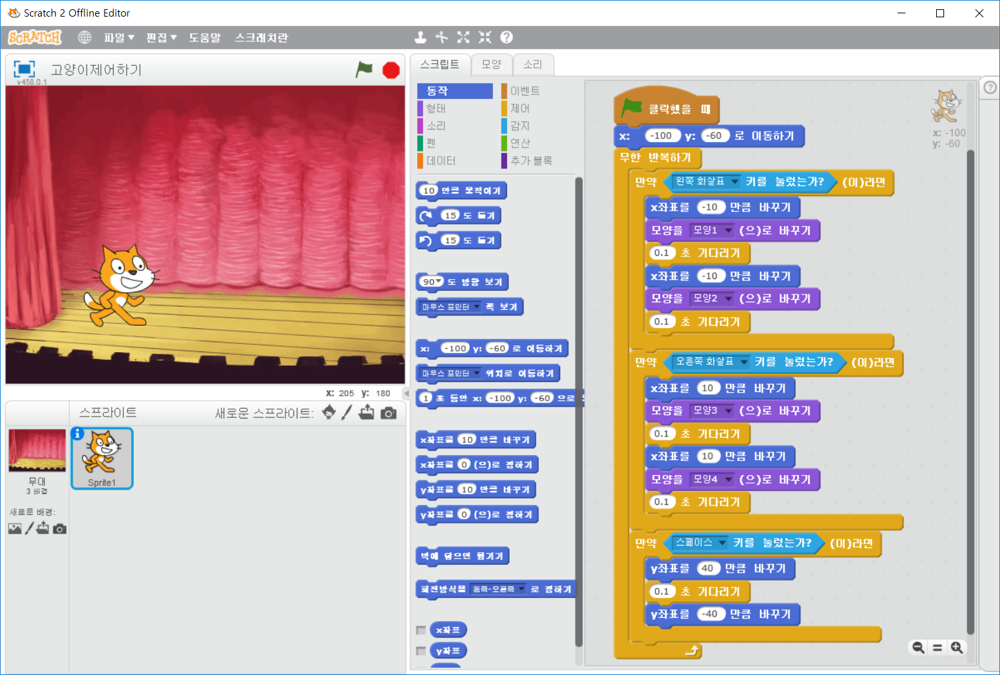 Scratch 2 Offline Editor
SCRATCH 파일 편집 도움말 스크래치란
고양이제어하기
v458.0.1
x: 205 y: 180
스프라이트 새로운 스프라이트:
무대
3 배경
새로운 배경:
Sprite1
스크립트 모양 소리
동작 이벤트
형태 제어
소리 감지
펜 연산
데이터 추가 블록
10 만큼 움직이기
15 도 돌기
15 도 돌기
90 도 방향 보기
마우스 포인터 쪽 보기
x: -100 y: -60 로 이동하기
마우스 포인터 위치로 이동하기
1 초 동안 x: -100 y: -60 으로
x좌표를 10 만큼 바꾸기
x좌표를 0 (으)로 정하기
y좌표를 10 만큼 바꾸기
y좌표를 0 (으)로 정하기
벽에 닿으면 튕기기
회전방식을 왼쪽-오른쪽 로 정하기
x좌표
y좌표
클릭했을 때
x: -100 y: -60 로 이동하기
무한 반복하기
만약 왼쪽 화살표 키를 눌렀는가? (이)라면
x좌표를 -10 만큼 바꾸기
모양을 모양1 (으)로 바꾸기
0.1 초 기다리기
x좌표를 -10 만큼 바꾸기
모양을 모양2 (으)로 바꾸기
0.1 초 기다리기
만약 오른쪽 화살표 키를 눌렀는가? (이)라면
x좌표를 10 만큼 바꾸기
모양을 모양3 (으)로 바꾸기
0.1 초 기다리기
x좌표를 10 만큼 바꾸기
모양을 모양4 (으)로 바꾸기
0.1 초 기다리기
만약 스페이스 키를 눌렀는가? (이)라면
y좌표를 40 만큼 바꾸기
0.1 초 기다리기
y좌표를 -40 만큼 바꾸기
x: -100
y: -60